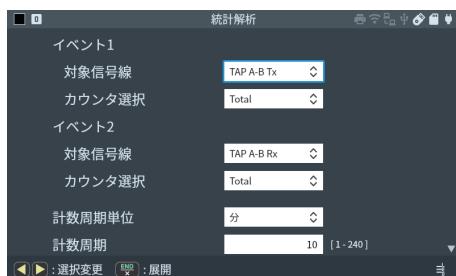 0 統計解析
イベント1
対象信号線 TAP A-B Tx
カウンタ選択 Total
イベント2
対象信号線 TAP A-B Rx
カウンタ選択 Total
計数周期単位 分
計数周期 10 [1-240]
:選択変更 END × :展開